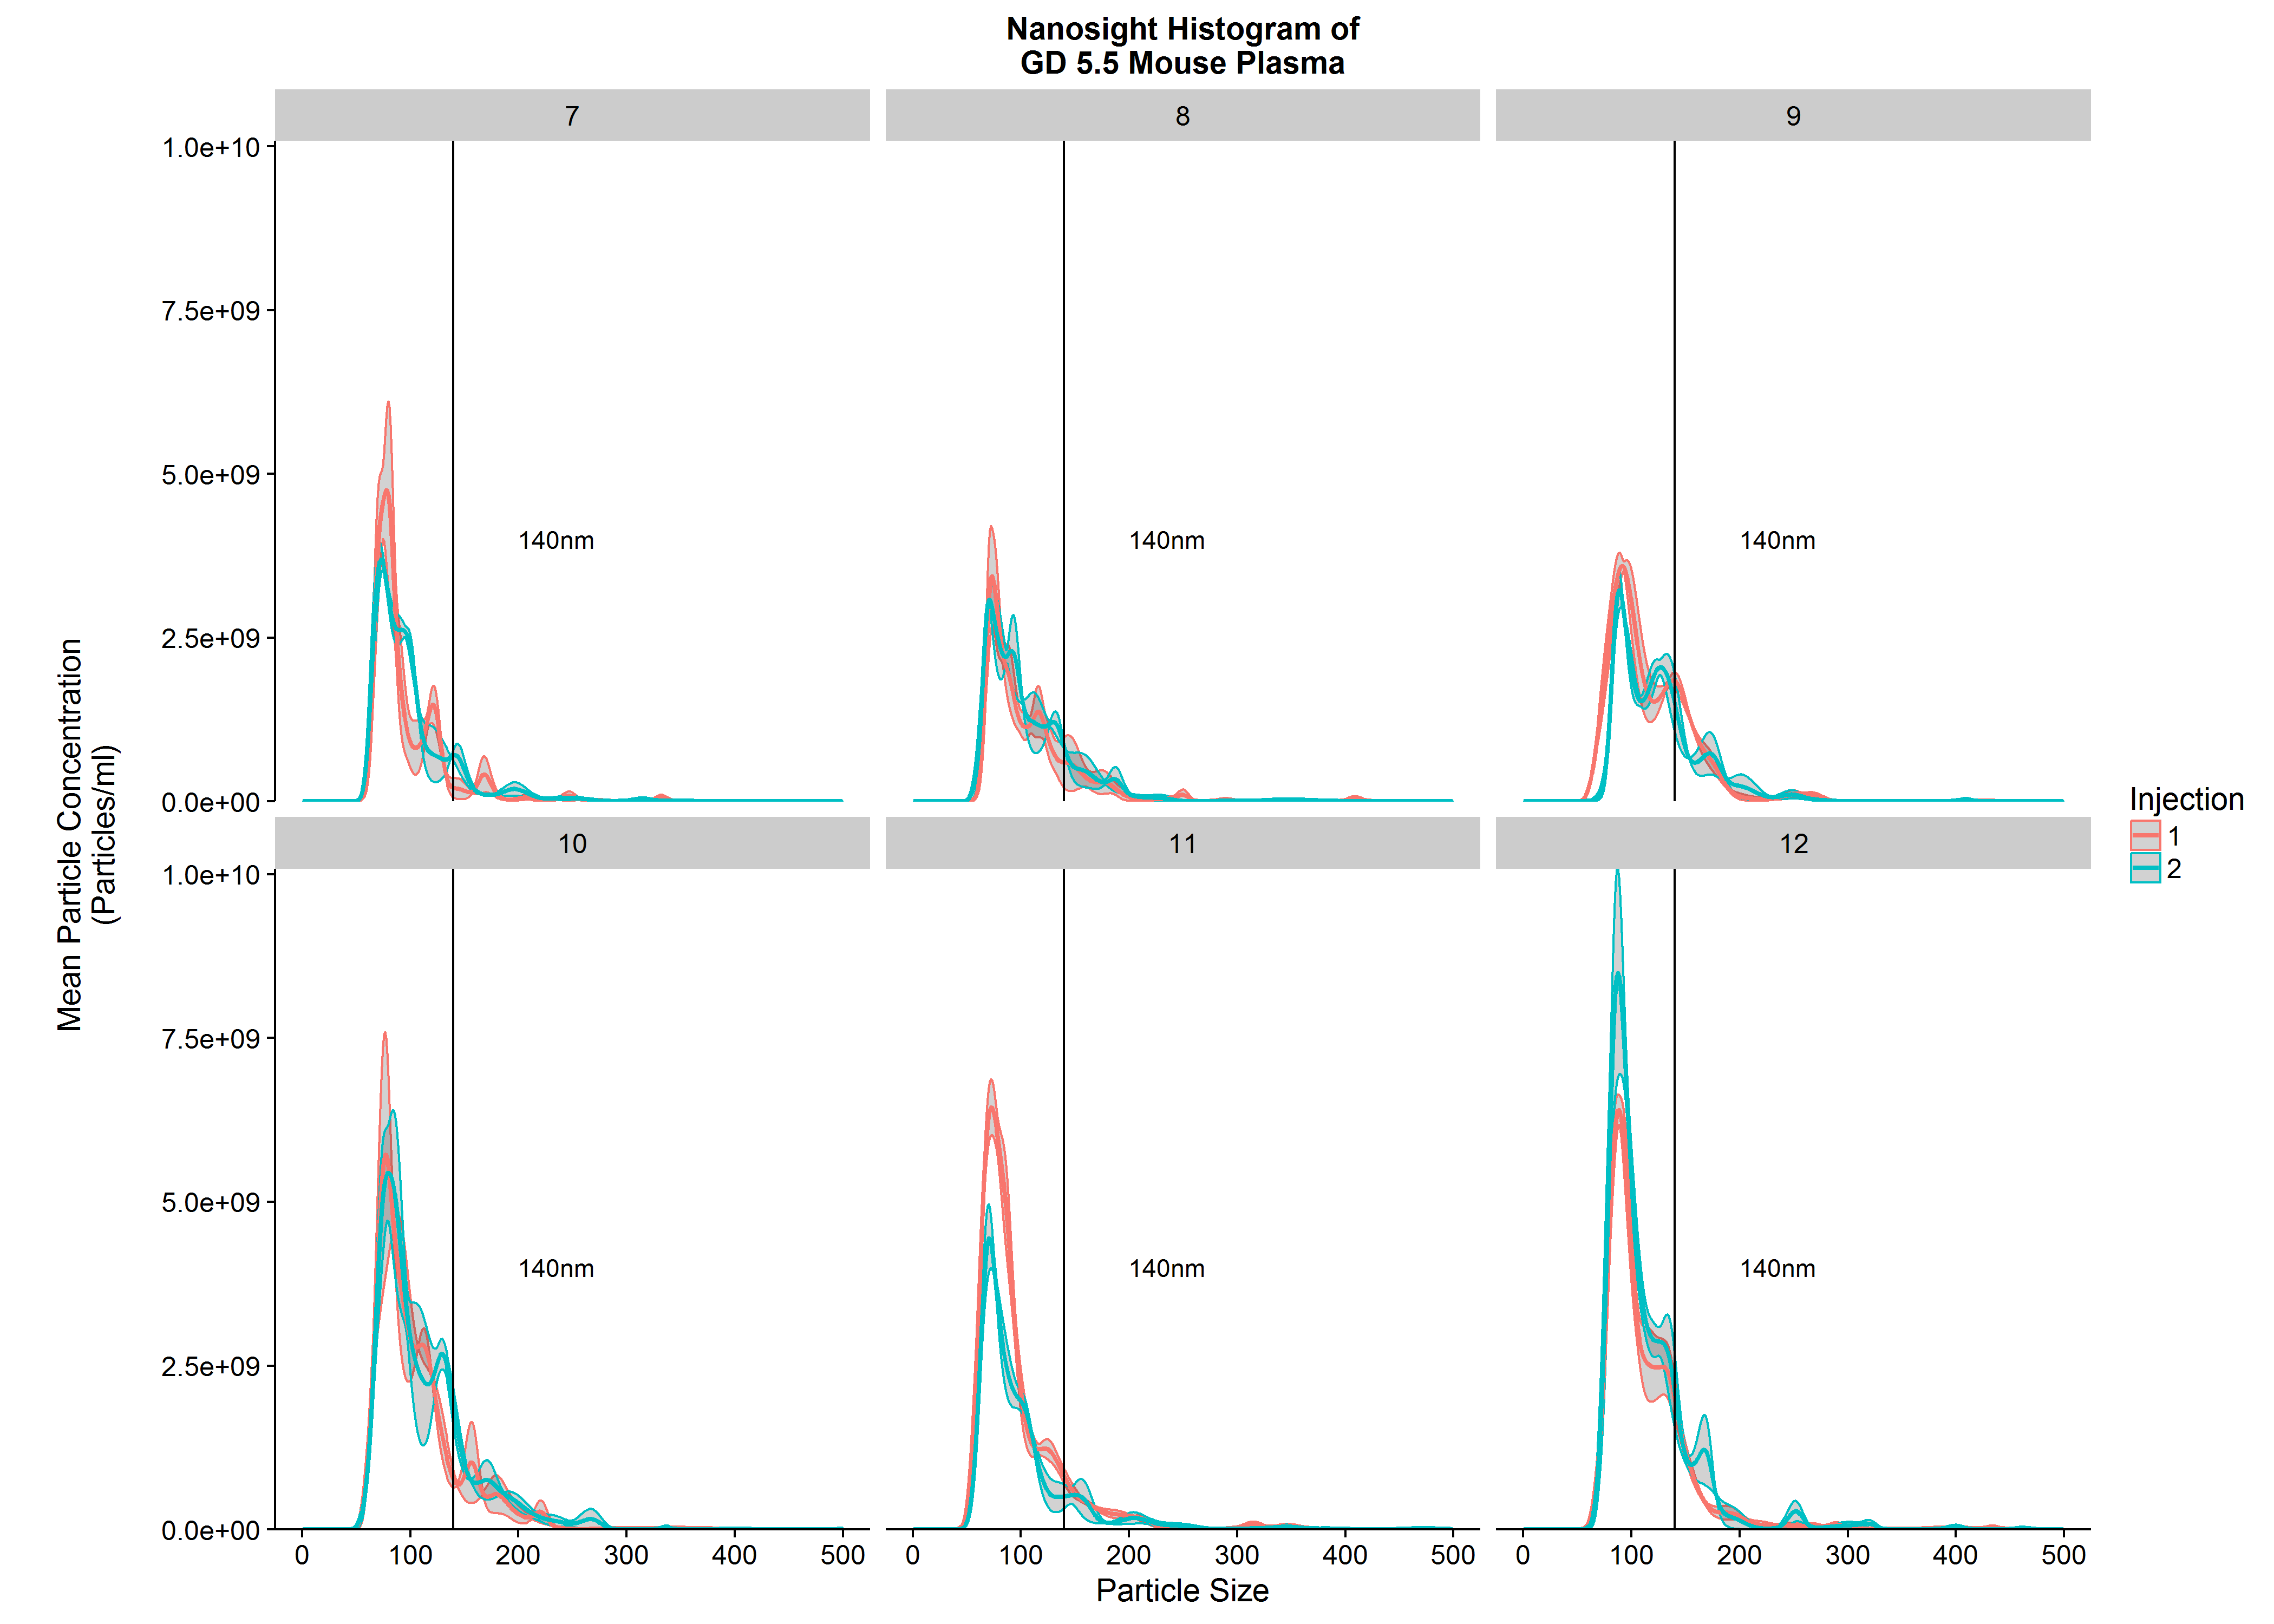 Nanosight Histogram of
GD 5.5 Mouse Plasma
7
8
9
1.0e+10
7.5e+09
5.0e+09
2.5e+09
0.0e+00
140nm
140nm
140nm
10
11
12
1.0e+10
7.5e+09
5.0e+09
2.5e+09
0.0e+00
140nm
140nm
140nm
0 100 200 300 400 500
0 100 200 300 400 500
0 100 200 300 400 500
Particle Size
Mean Particle Concentration
(Particles/ml)
Injection
1
2